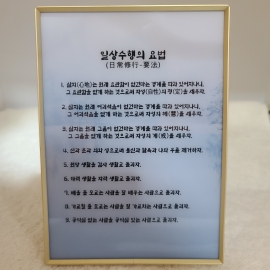 일상수행의 요법
(日常修行-要法)
1. 심지(心地)는 원래 요란함이 없건마는 경계를 따라 있어지나니,
그 요란함을 없게 하는 것으로써 자성(自性)의 정(定)을 세우자.
2. 심지는 원래 어리석음이 없건마는 경계를 따라 있어지나니,
그 어리석음을 없게 하는 것으로써 자성의 혜(慧)를 세우자.
3. 심지는 원래 그름이 없건마는 경계를 따라 있어지나니,
그 그름을 없게 하는 것으로써 자성의 계(戒)를 세우자.
4. 신과 분과 의와 성으로써 불신과 탐욕과 나와 우를 제거하자.
5. 원망 생활을 감사 생활로 돌리자.
6. 타력 생활을 자력 생활로 돌리자.
7. 배울 줄 모르는 사람을 잘 배우는 사람으로 돌리자.
8. 가르칠 줄 모르는 사람을 잘 가르치는 사람으로 돌리자.
9. 공익심 없는 사람을 공익심 있는 사람으로 돌리자.